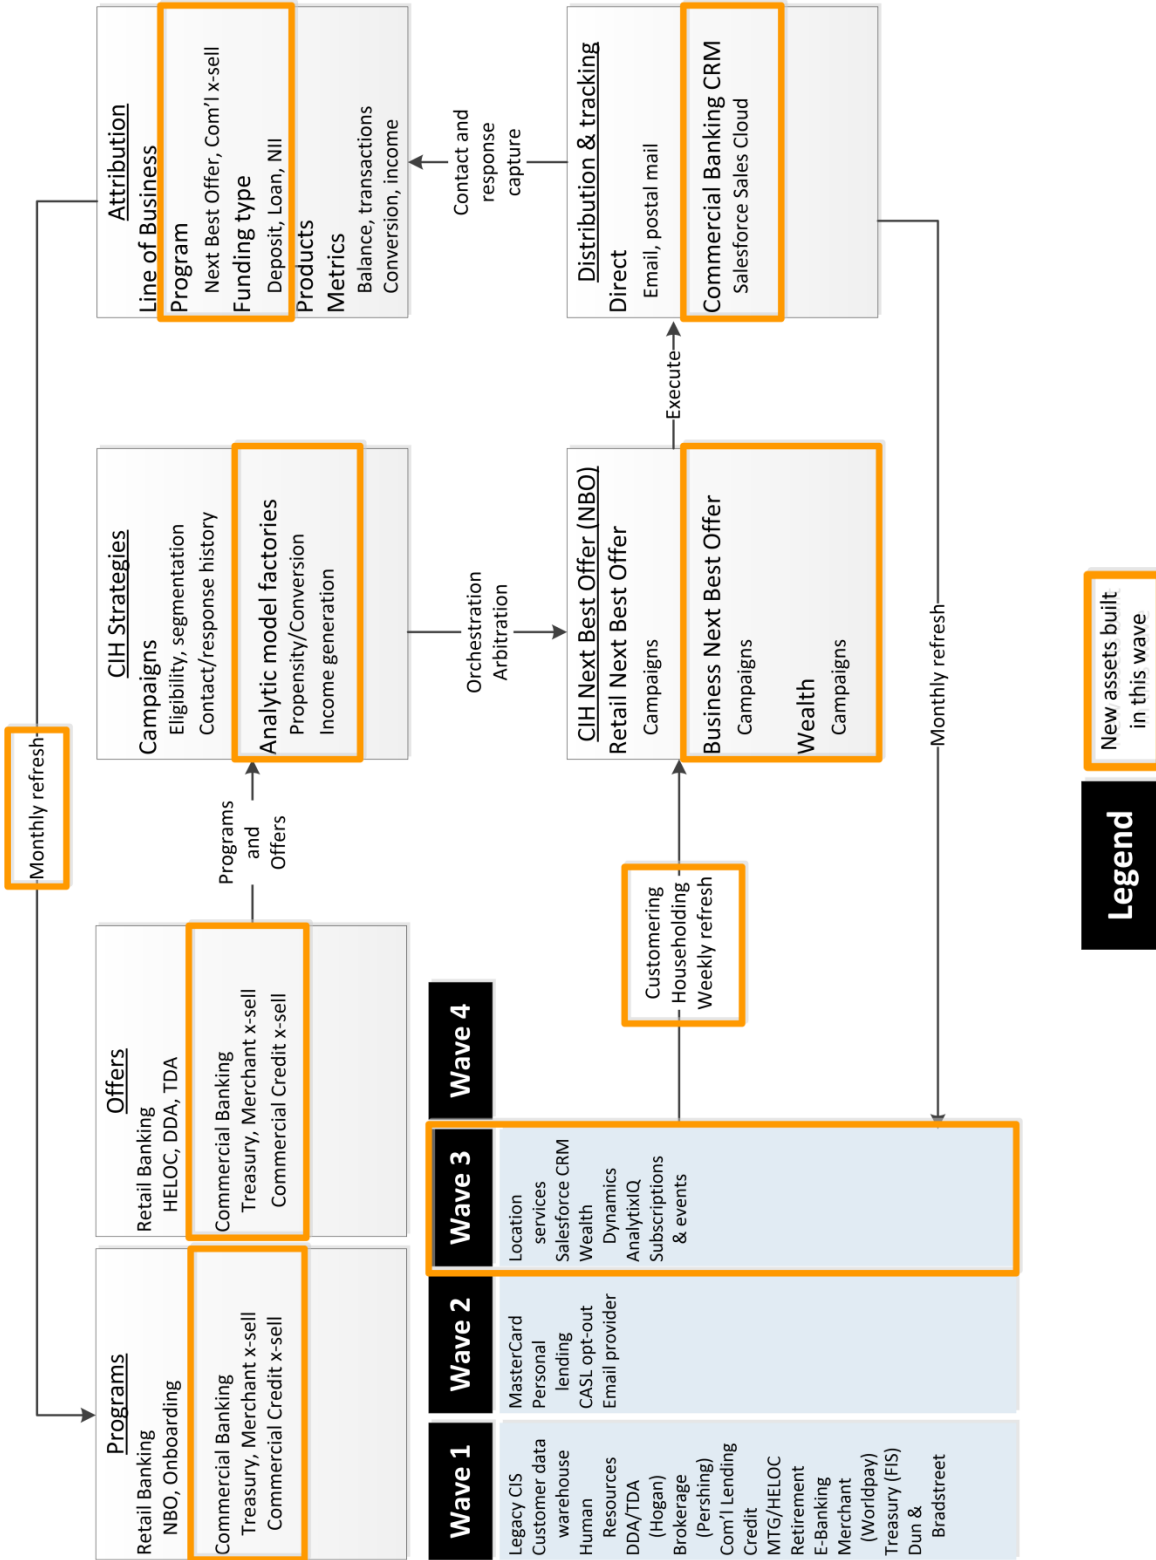 Monthly refresh
Programs
Retail Banking
NBO, Onboarding
Commercial Banking
Treasury, Merchant x-sell
Commercial Credit x-sell
Offers
Retail Banking
HELOC, DDA, TDA
Commercial Banking
Treasury, Merchant x-sell
Commercial Credit x-sell
Programs
and
Offers
CIH Strategies
Campaigns
Eligibility, segmentation
Contact/response history
Analytic model factories
Propensity/Conversion
Income generation
Attribution
Line of Business
Program
Next Best Offer, Com'l x-sell
Funding type
Deposit, Loan, NII
Products
Metrics
Balance, transactions
Conversion, income
Orchestration
Arbitration
Contact and
response
capture
Wave 1
Legacy CIS
Customer data
warehouse
Human
Resources
DDA/TDA
(Hogan)
Brokerage
(Pershing)
Com'l Lending
Credit
MTG/HELOC
Retirement
E-Banking
Merchant
(Worldpay)
Treasury (FIS)
Dun &
Bradstreet
Wave 2
MasterCard
Personal
lending
CASL opt-out
Email provider
Wave 3
Location
services
Salesforce CRM
Wealth
Dynamics
AnalytixIQ
Subscriptions
& events
Wave 4
Customering
Householding
Weekly refresh
CIH Next Best Offer (NBO)
Retail Next Best Offer
Campaigns
Business Next Best Offer
Campaigns
Wealth
Campaigns
Execute
Distribution & tracking
Direct
Email, postal mail
Commercial Banking CRM
Salesforce Sales Cloud
Monthly refresh
Legend
New assets built
in this wave